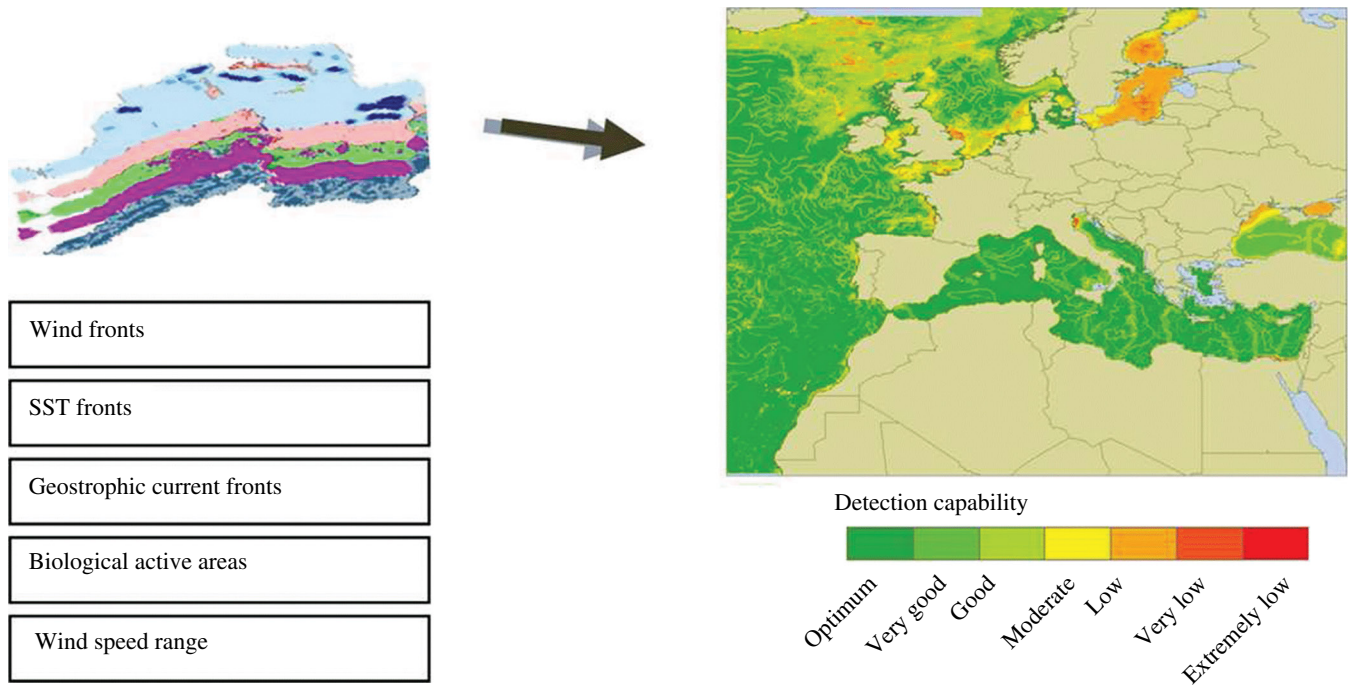 Wind fronts
SST fronts
Geostrophic current fronts
Biological active areas
Wind speed range
Detection capability
Optimum
Very good
Good
Moderate
Low
Very low
Extremely low